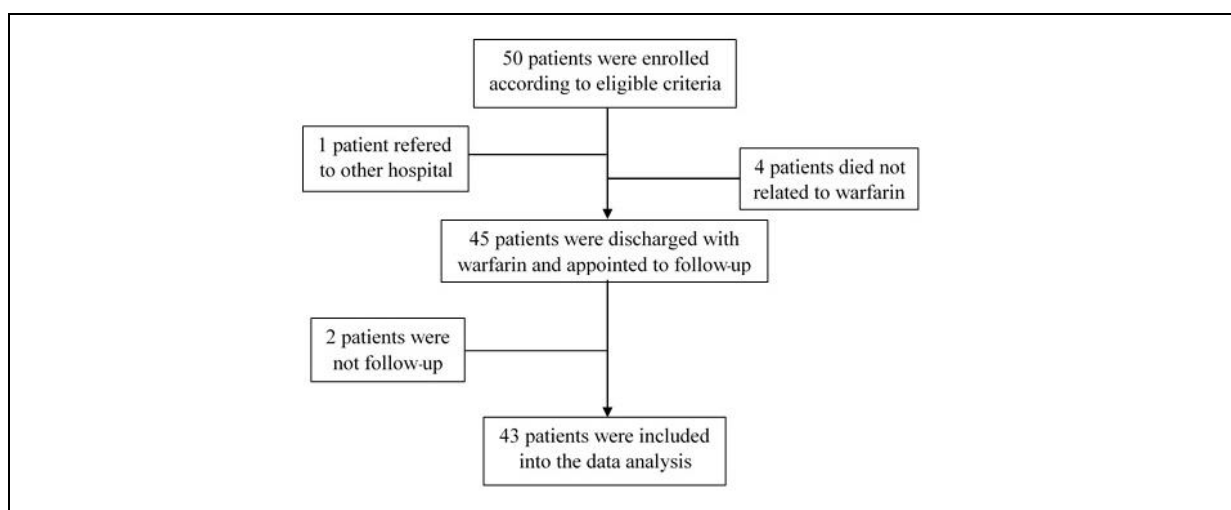 50 patients were enrolled
according to eligible criteria
1 patient refered
to other hospital
4 patients died not
related to warfarin
45 patients were discharged with
warfarin and appointed to follow-up
2 patients were
not follow-up
43 patients were included
into the data analysis